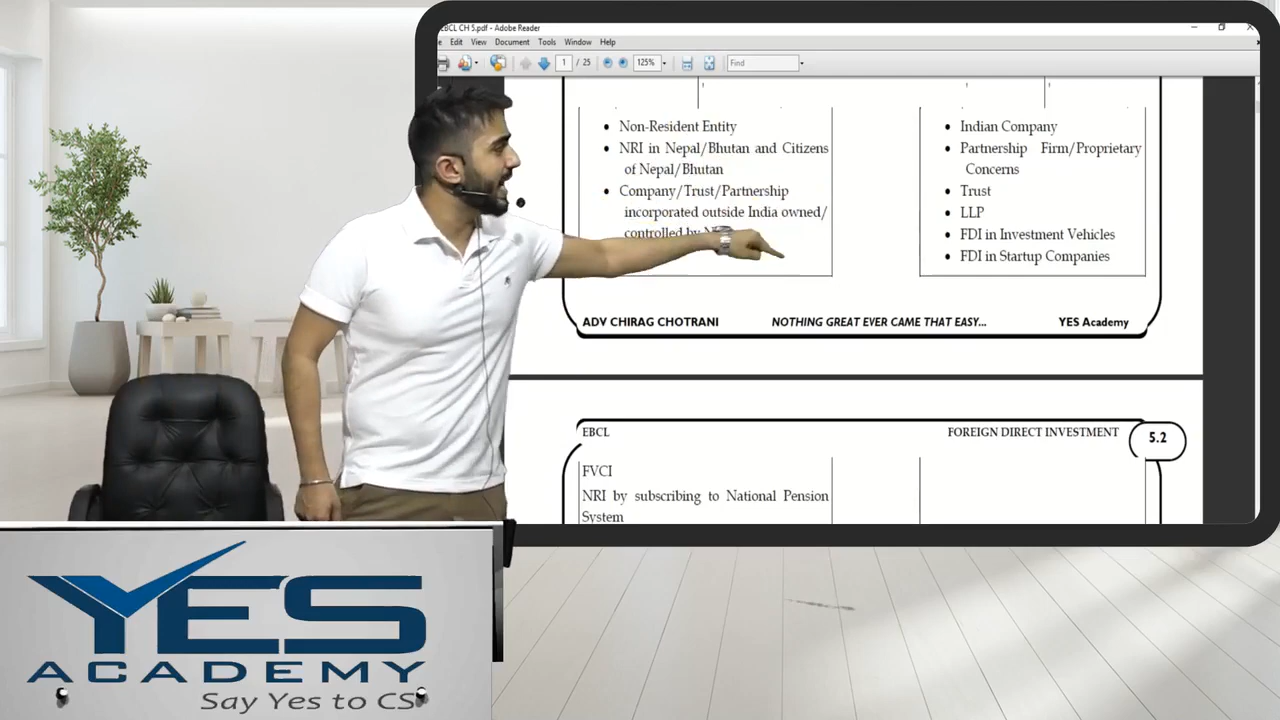 EBCL CH 5.pdf - Adobe Reader
Edit View Document Tools Window Help
1 / 25 125% Find
• Non-Resident Entity
• NRI in Nepal/Bhutan and Citizens
of Nepal/Bhutan
• Company/Trust/Partnership
incorporated outside India owned/
controlled by
• Indian Company
• Partnership Firm/Proprietary
Concerns
• Trust
• LLP
• FDI in Investment Vehicles
• FDI in Startup Companies
ADV CHIRAG CHOTRANI NOTHING GREAT EVER CAME THAT EASY... YES Academy
EBCL FOREIGN DIRECT INVESTMENT 5.2
FVCI
NRI by subscribing to National Pension
System
YES
ACADEMY
Say Yes to CS